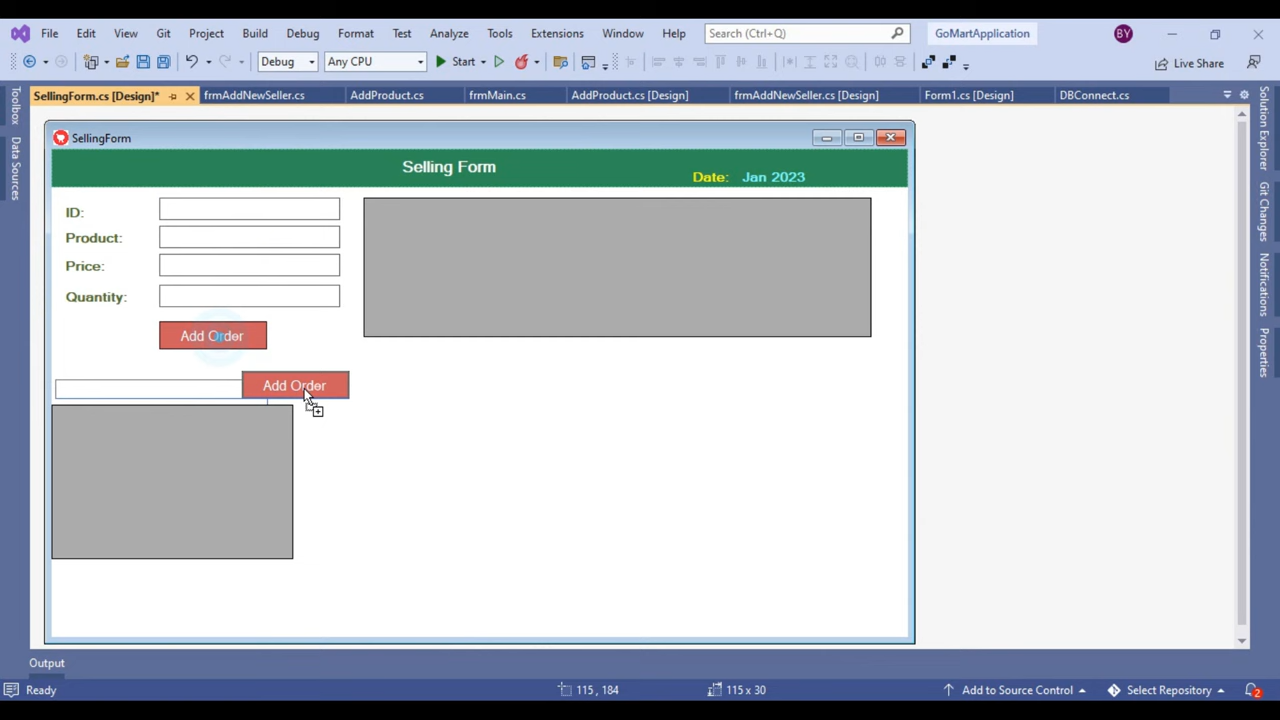 File Edit View Git Project Build Debug Format Test Analyze Tools Extensions Window Help Search (Ctrl+Q) GoMartApplication BY
Debug Any CPU Start Live Share
SellingForm.cs [Design]* frmAddNewSeller.cs AddProduct.cs frmMain.cs AddProduct.cs [Design] frmAddNewSeller.cs [Design] Form1.cs [Design] DBConnect.cs
Toolbox
Data Sources
SellingForm
Selling Form
Date: Jan 2023
ID:
Product:
Price:
Quantity:
Add Order
Add Order
Solution Explorer
Git Changes
Notifications
Properties
Output
Ready 115 , 184 115 x 30 Add to Source Control Select Repository 2